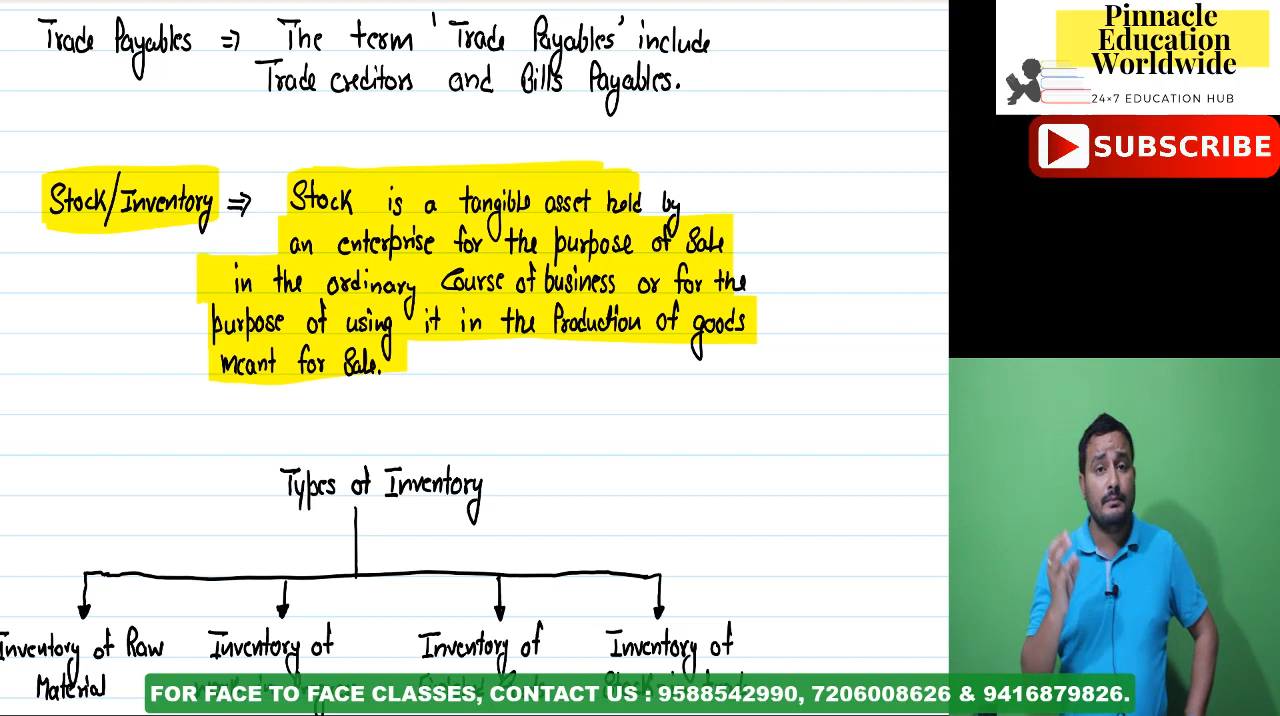 Trade Payables ⇒ The term 'Trade Payables' include
Trade creditors and Bills Payables.
Stock/Inventory ⇒ Stock is a tangible asset held by
an enterprise for the purpose of Sale
in the ordinary Course of business or for the
purpose of using it in the Production of goods
meant for Sale.
Types of Inventory
Inventory of Raw
Material
Inventory of
Inventory of
Inventory of
Pinnacle
Education
Worldwide
24×7 EDUCATION HUB
SUBSCRIBE
FOR FACE TO FACE CLASSES, CONTACT US : 9588542990, 7206008626 & 9416879826.